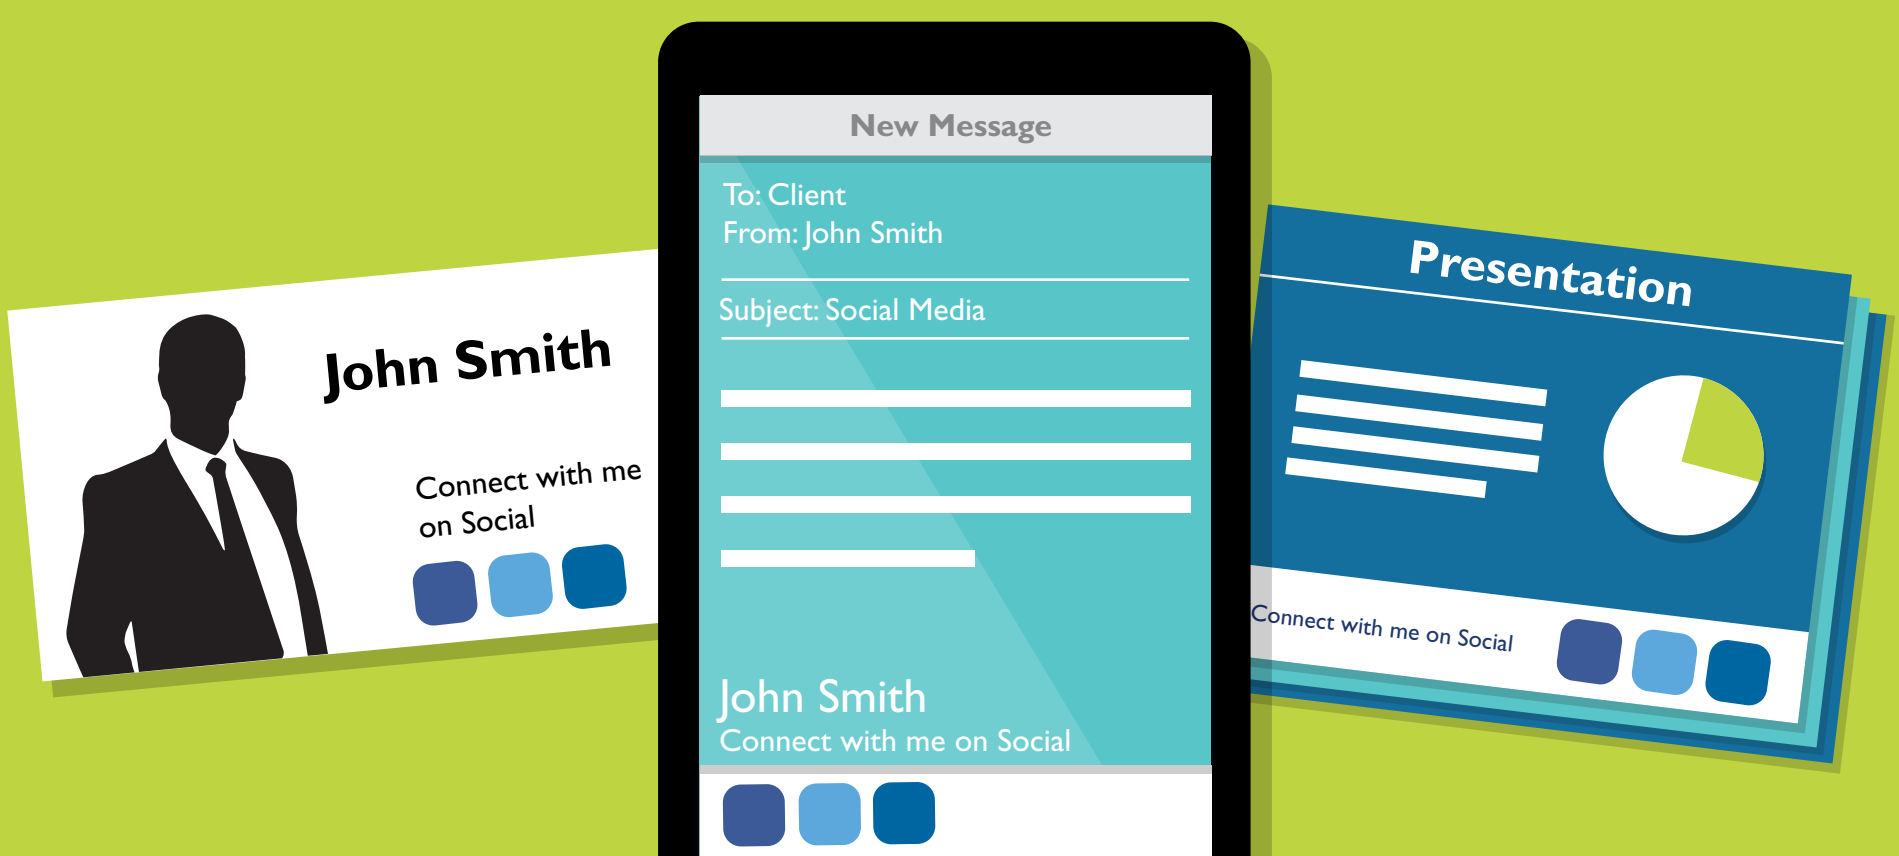 John Smith
Connect with me
on Social
New Message
To: Client
From: John Smith
Subject: Social Media
John Smith
Connect with me on Social
Presentation
Connect with me on Social